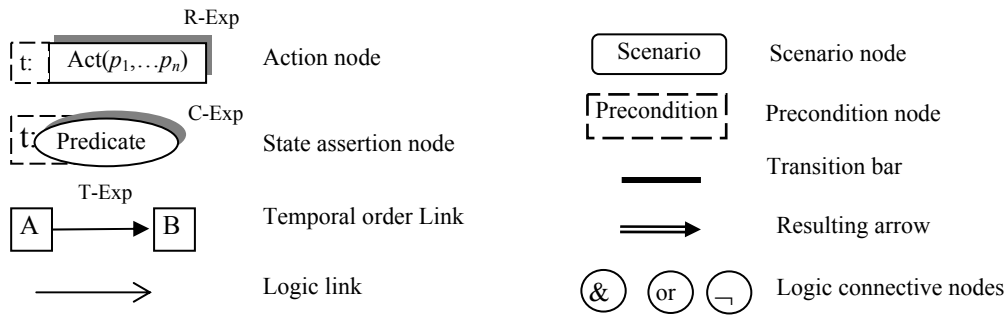 R-Exp
t: Act(p₁,…pₙ) Action node
C-Exp
t: Predicate State assertion node
T-Exp
A B Temporal order Link
Logic link
Scenario Scenario node
Precondition Precondition node
Transition bar
Resulting arrow
& or ¬ Logic connective nodes